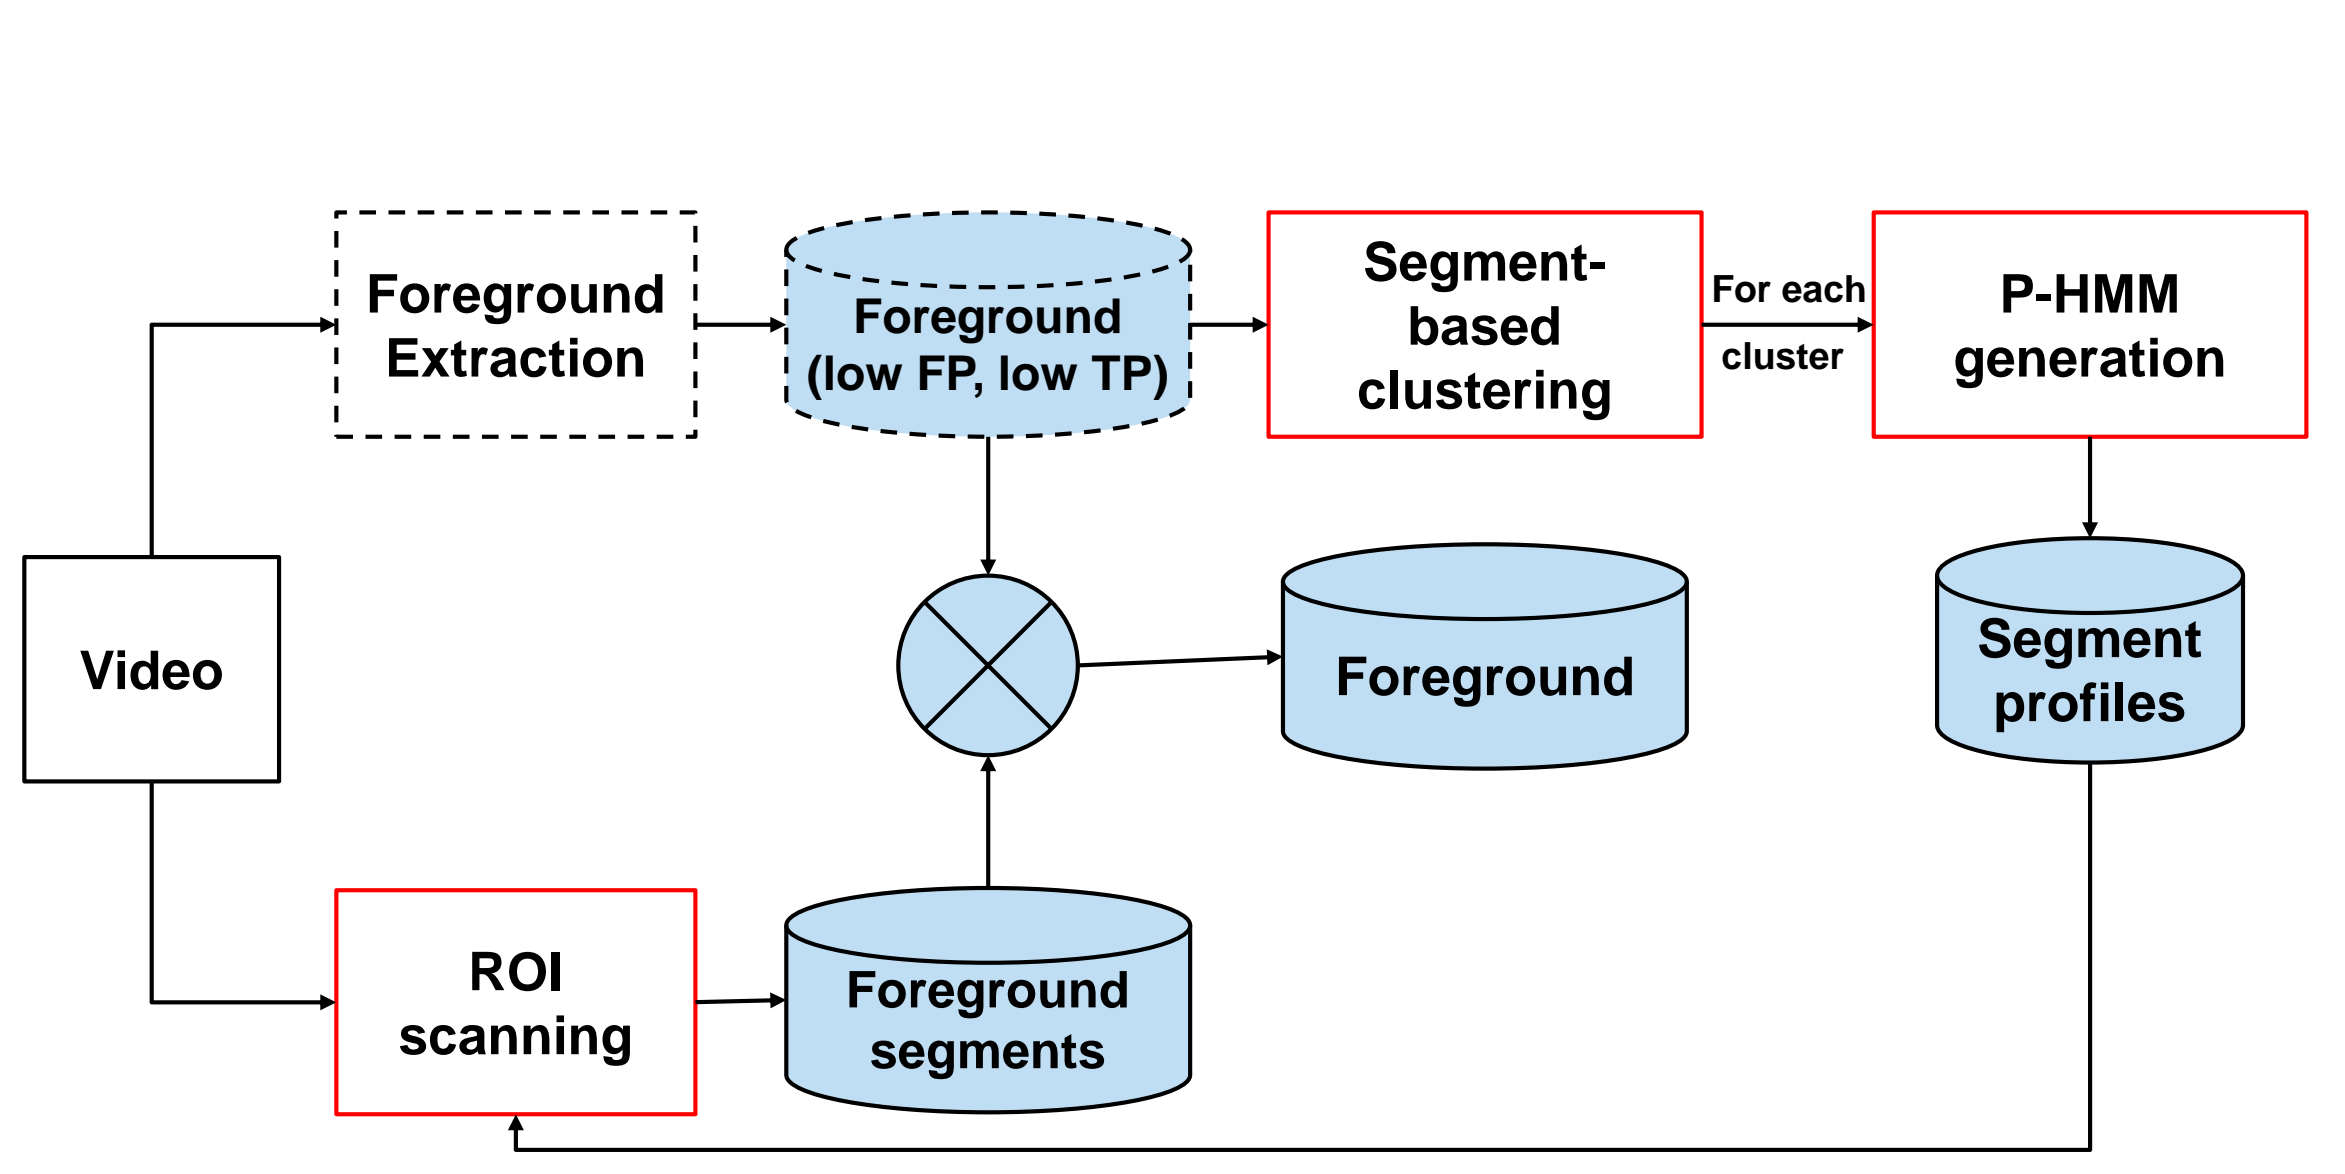 Foreground
Extraction
Foreground
(low FP, low TP)
Segment-
based
clustering
For each
cluster
P-HMM
generation
Video
Foreground
Segment
profiles
ROI
scanning
Foreground
segments